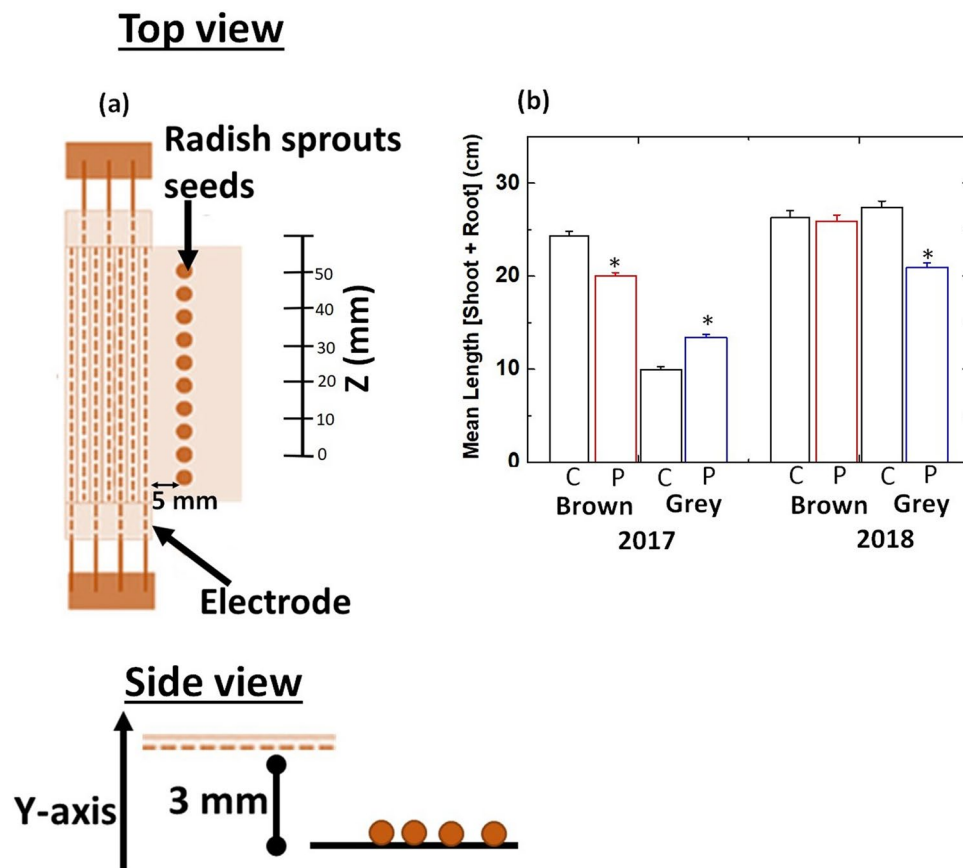 Top view
(a)
Radish sprouts
seeds
50
40
30
20
10
0
Z (mm)
5 mm
Electrode
(b)
Mean Length [Shoot + Root] (cm)
30
20
10
0
*
*
*
C P C P C P C P
Brown Grey Brown Grey
2017 2018
Side view
Y-axis
3 mm